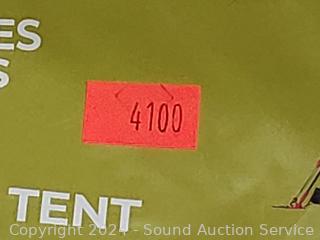 ES
S
4100
TENT
Copyright 2024 - Sound Auction Service